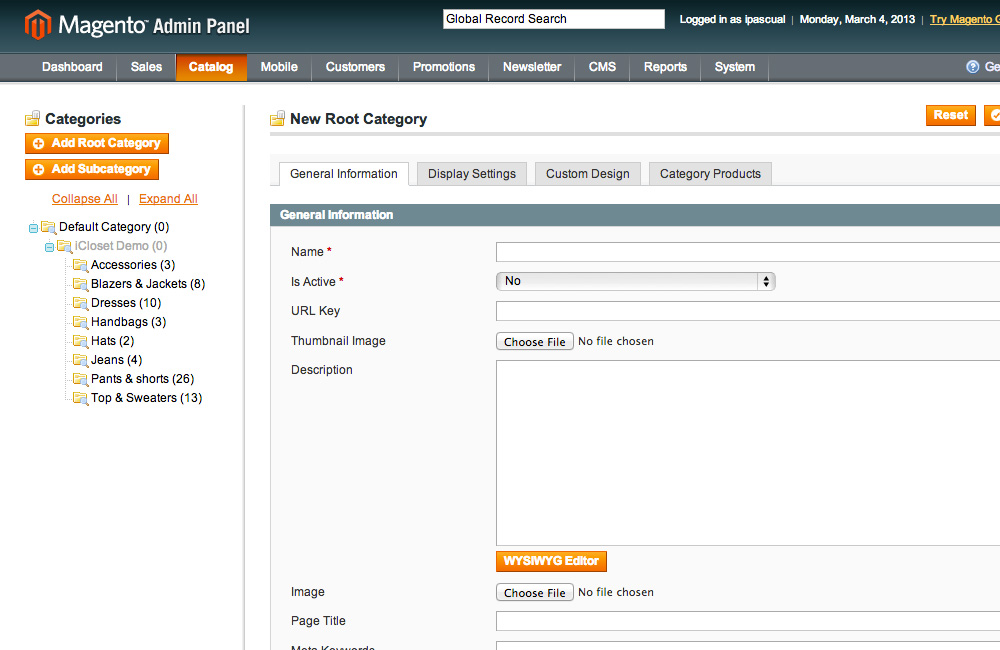 Magento™ Admin Panel
Global Record Search
Logged in as ipascual | Monday, March 4, 2013 | Try Magento G
Dashboard Sales Catalog Mobile Customers Promotions Newsletter CMS Reports System Ge
Categories
Add Root Category
Add Subcategory
Collapse All | Expand All
Default Category (0)
iCloset Demo (0)
Accessories (3)
Blazers & Jackets (8)
Dresses (10)
Handbags (3)
Hats (2)
Jeans (4)
Pants & shorts (26)
Top & Sweaters (13)
New Root Category
Reset
General Information Display Settings Custom Design Category Products
General Information
Name *
Is Active * No
URL Key
Thumbnail Image Choose File No file chosen
Description
WYSIWYG Editor
Image Choose File No file chosen
Page Title
Meta Keywords